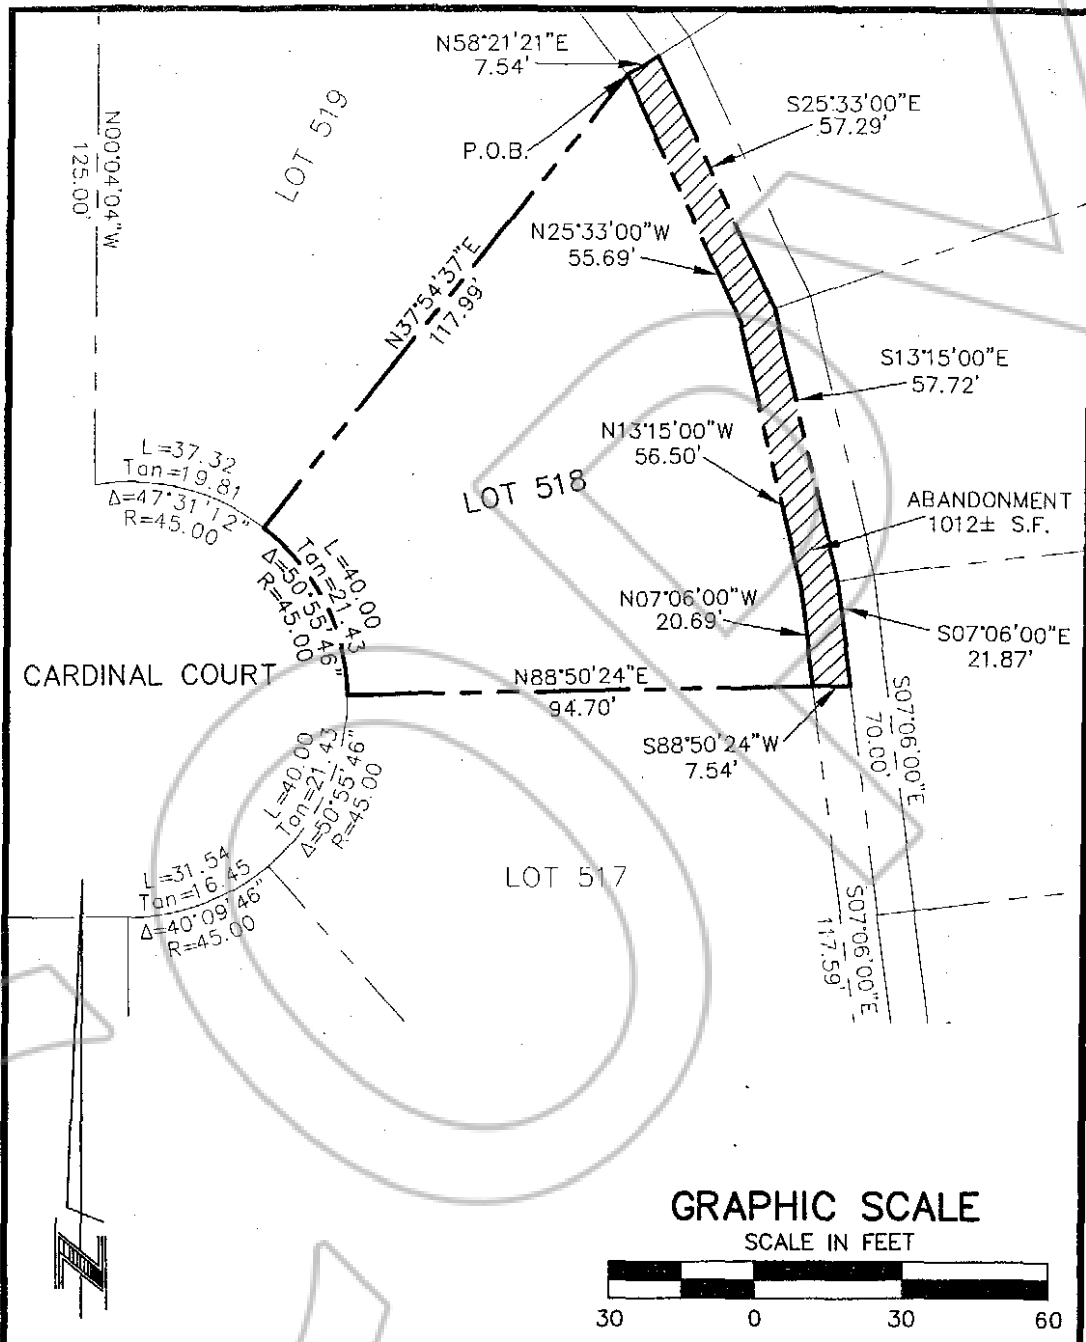 N58°21'21"E
7.54'
P.O.B.
S25°33'00"E
57.29'
N00°04'04"W
125.00'
LOT 519
N25°33'00"W
55.69'
N37°54'37"E
117.99'
S13°15'00"E
57.72'
L=37.32
Tan=19.81
Δ=47°31'12"
R=45.00
N13°15'00"W
56.50'
LOT 518
ABANDONMENT
1012± S.F.
L=40.00
Tan=21.43
Δ=50°55'46"
R=45.00
N07°06'00"W
20.69'
S07°06'00"E
21.87'
CARDINAL COURT
N88°50'24"E
94.70'
S88°50'24"W
7.54'
S07°06'00"E
70.00'
L=40.00
Tan=21.43
Δ=50°55'46"
R=45.00
L=31.54
Tan=16.45
Δ=40°09'46"
R=45.00
LOT 517
S07°06'00"E
117.59'
N
GRAPHIC SCALE
SCALE IN FEET
30 0 30 60